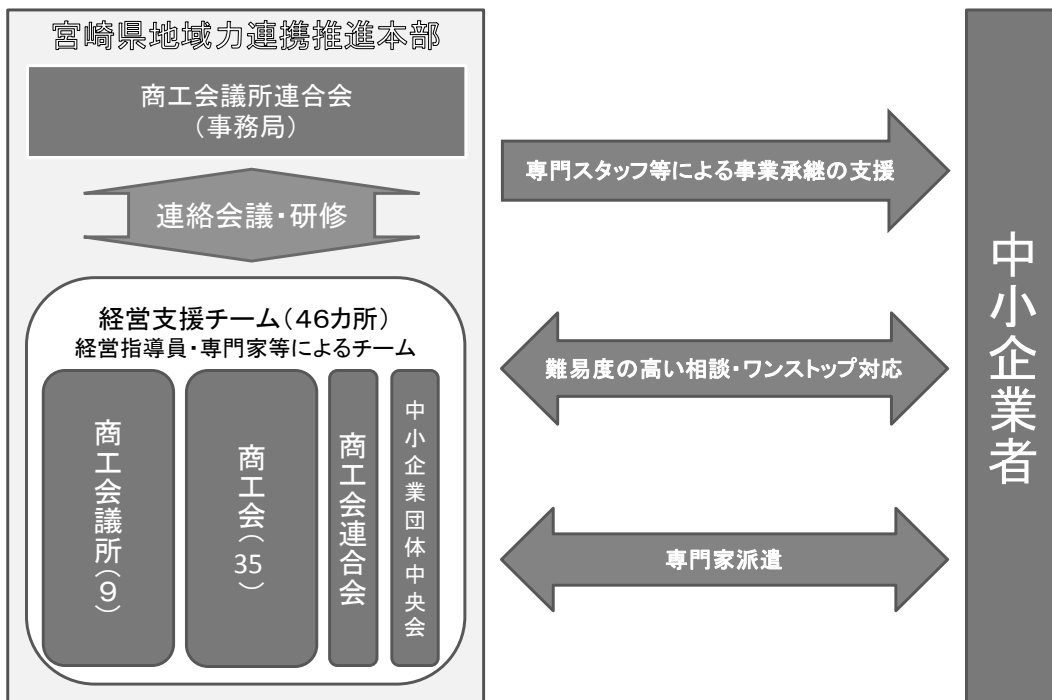 宮崎県地域力連携推進本部
商工会議所連合会
（事務局）
連絡会議・研修
経営支援チーム（４６カ所）
経営指導員・専門家等によるチーム
商工会議所（９）
商工会（35）
商工会連合会
中小企業団体中央会
専門スタッフ等による事業承継の支援
難易度の高い相談・ワンストップ対応
専門家派遣
中小企業者